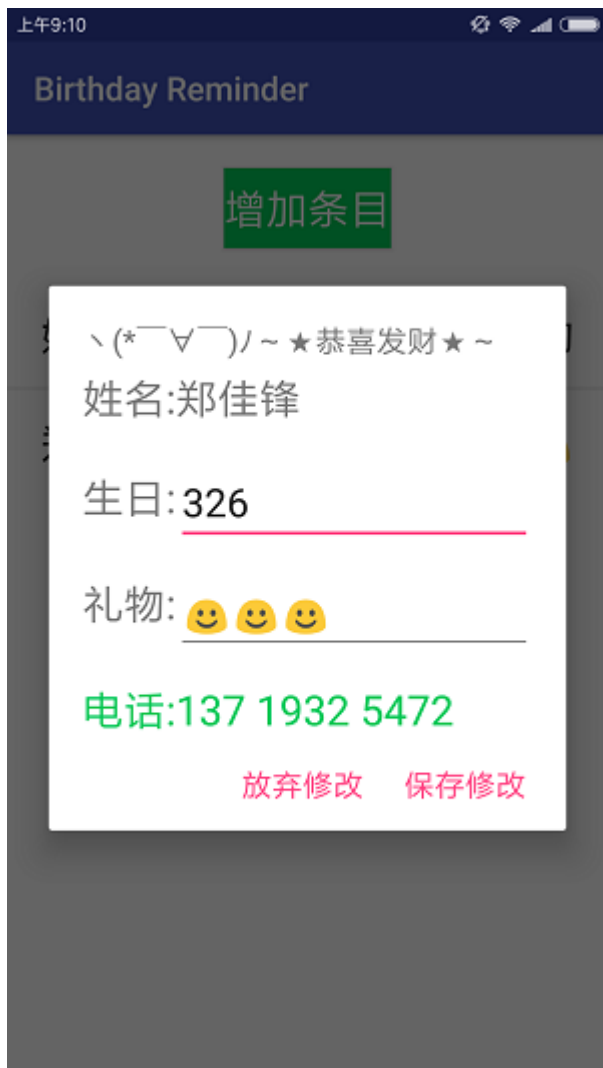 上午9:10
Birthday Reminder
增加条目
ヽ(*￣∀￣)ﾉ～★恭喜发财★～
姓名:郑佳锋
生日:326
礼物:🙂🙂🙂
电话:137 1932 5472
放弃修改 保存修改